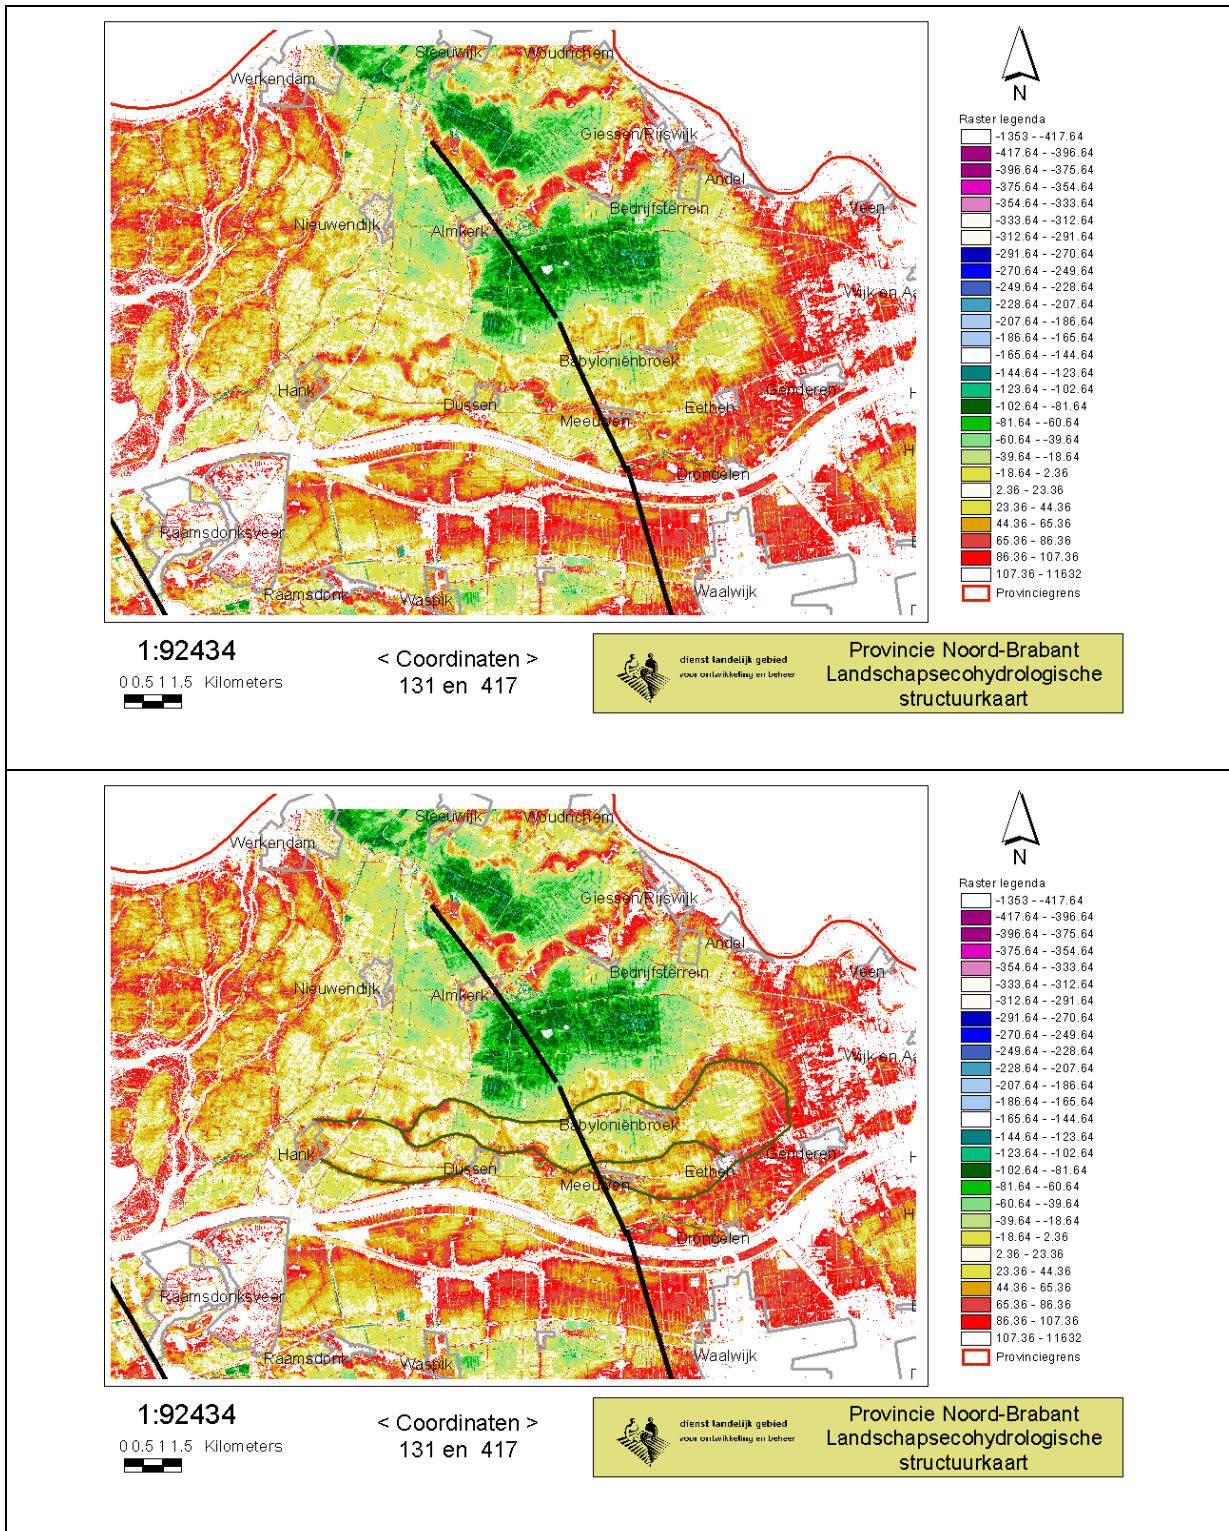 Sleeuwijk
Woudrichem
Werkendam
Giessen/Rijswijk
Andel
Veen
Nieuwendijk
Almkerk
Bedrijfsterrein
Wijk en Aa
Babyloniënbroek
Hank
Dussen
Meeuwen
Eethen
Genderen
H
Drongelen
H
Raamsdonksveer
Raamsdonk
Waspik
Waalwijk
N
Raster legenda
-1353 - -417.64
-417.64 - -396.64
-396.64 - -375.64
-375.64 - -354.64
-354.64 - -333.64
-333.64 - -312.64
-312.64 - -291.64
-291.64 - -270.64
-270.64 - -249.64
-249.64 - -228.64
-228.64 - -207.64
-207.64 - -186.64
-186.64 - -165.64
-165.64 - -144.64
-144.64 - -123.64
-123.64 - -102.64
-102.64 - -81.64
-81.64 - -60.64
-60.64 - -39.64
-39.64 - -18.64
-18.64 - 2.36
2.36 - 23.36
23.36 - 44.36
44.36 - 65.36
65.36 - 86.36
86.36 - 107.36
107.36 - 11632
Provinciegrens
1:92434
0 0.5 1 1.5 Kilometers
< Coordinaten >
131 en 417
dienst landelijk gebied
voor ontwikkeling en beheer
Provincie Noord-Brabant
Landschapsecohydrologische
structuurkaart
Sleeuwijk
Woudrichem
Werkendam
Giessen/Rijswijk
Andel
Veen
Nieuwendijk
Almkerk
Bedrijfsterrein
Wijk en Aa
Babyloniënbroek
Hank
Dussen
Meeuwen
Eethen
Genderen
H
Drongelen
H
Raamsdonksveer
Raamsdonk
Waspik
Waalwijk
N
Raster legenda
-1353 - -417.64
-417.64 - -396.64
-396.64 - -375.64
-375.64 - -354.64
-354.64 - -333.64
-333.64 - -312.64
-312.64 - -291.64
-291.64 - -270.64
-270.64 - -249.64
-249.64 - -228.64
-228.64 - -207.64
-207.64 - -186.64
-186.64 - -165.64
-165.64 - -144.64
-144.64 - -123.64
-123.64 - -102.64
-102.64 - -81.64
-81.64 - -60.64
-60.64 - -39.64
-39.64 - -18.64
-18.64 - 2.36
2.36 - 23.36
23.36 - 44.36
44.36 - 65.36
65.36 - 86.36
86.36 - 107.36
107.36 - 11632
Provinciegrens
1:92434
0 0.5 1 1.5 Kilometers
< Coordinaten >
131 en 417
dienst landelijk gebied
voor ontwikkeling en beheer
Provincie Noord-Brabant
Landschapsecohydrologische
structuurkaart